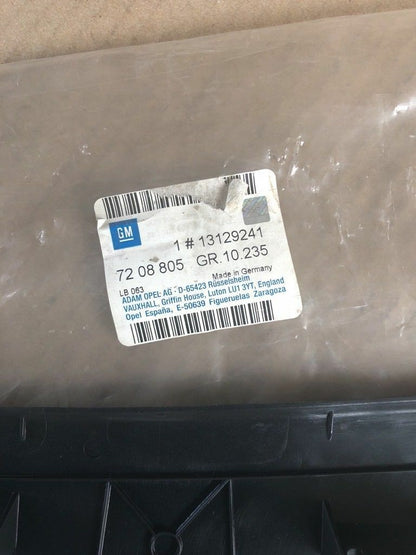 GM
1 # 13129241
72 08 805 GR.10.235
LB 063 Made in Germany
ADAM OPEL AG - D-65423 Rüsselsheim
VAUXHALL, Griffin House, Luton LU1 3YT, England
Opel España, E-50639 Figueruelas Zaragoza